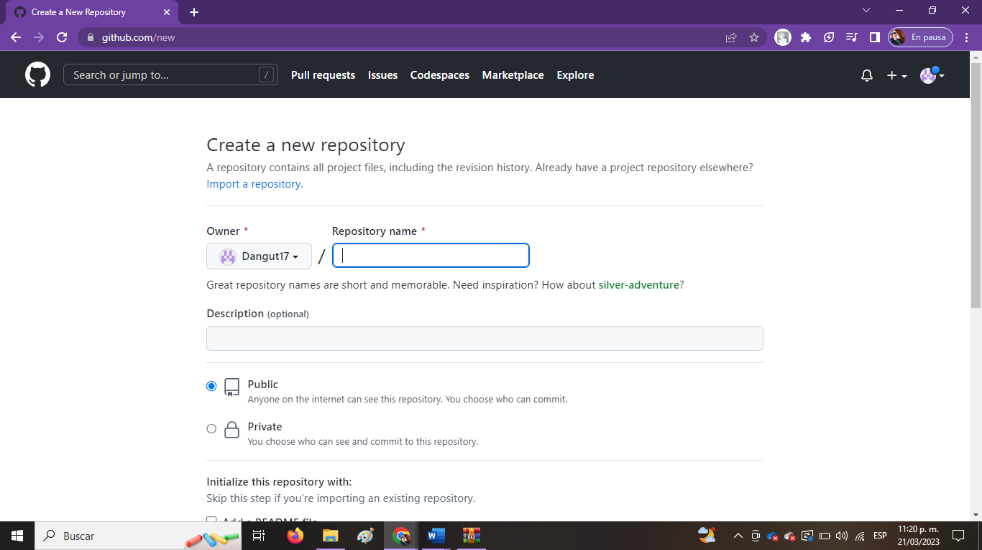 Create a New Repository
github.com/new
En pausa
Search or jump to...
/
Pull requests
Issues
Codespaces
Marketplace
Explore
Create a new repository
A repository contains all project files, including the revision history. Already have a project repository elsewhere?
Import a repository.
Owner *
Repository name *
Dangut17
/
Great repository names are short and memorable. Need inspiration? How about silver-adventure?
Description (optional)
Public
Anyone on the internet can see this repository. You choose who can commit.
Private
You choose who can see and commit to this repository.
Initialize this repository with:
Skip this step if you're importing an existing repository.
Add a README file
Buscar
ESP
11:20 p. m.
21/03/2023